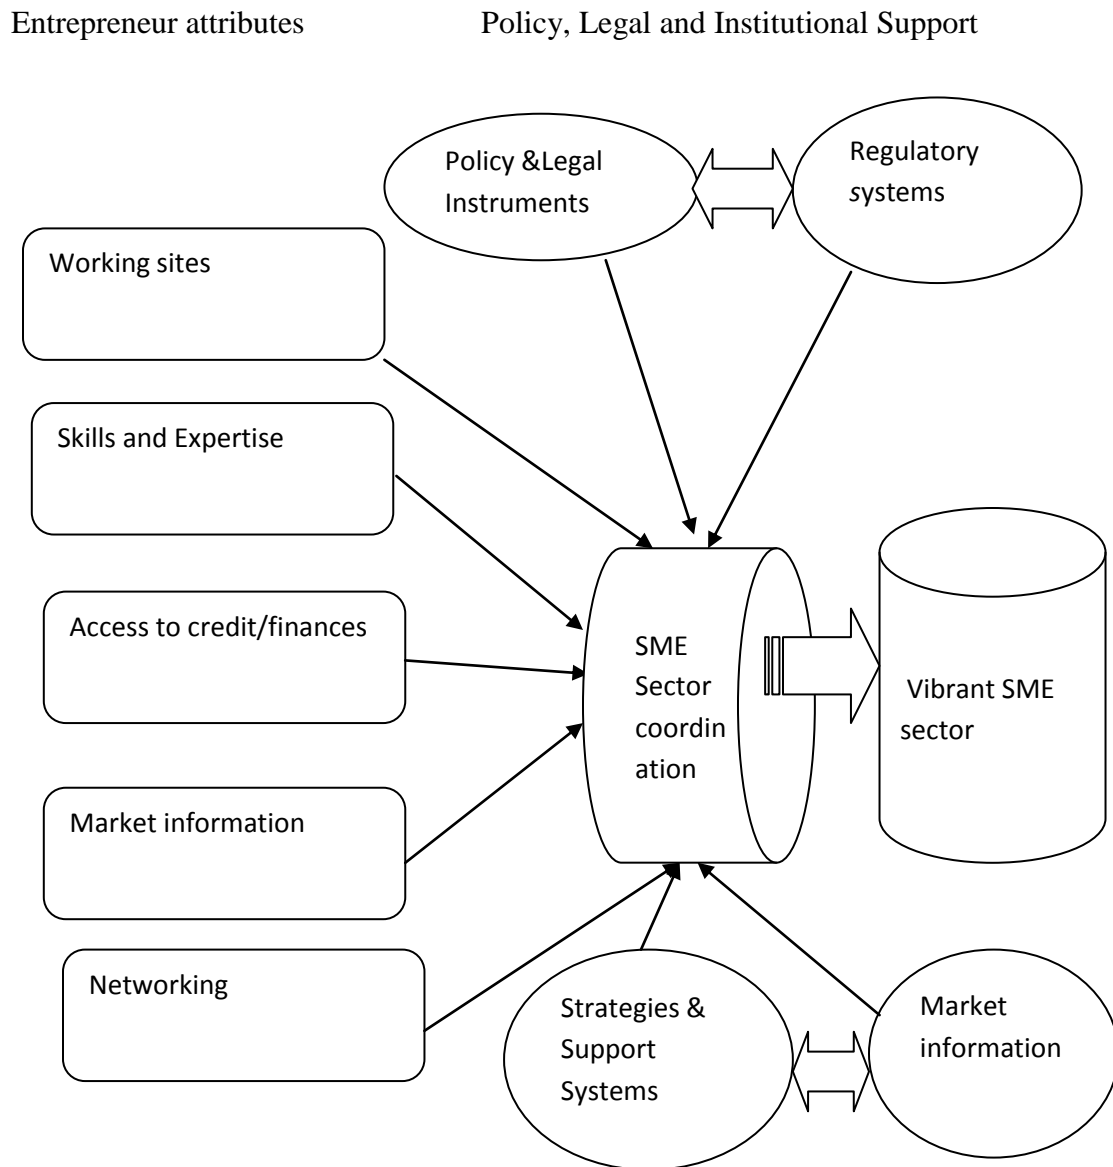 Entrepreneur attributes
Policy, Legal and Institutional Support
Policy &Legal
Instruments
Regulatory
systems
Working sites
Skills and Expertise
Access to credit/finances
Market information
Networking
SME
Sector
coordin
ation
Vibrant SME
sector
Strategies &
Support
Systems
Market
information